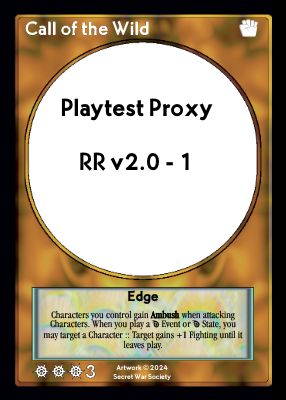 Call of the Wild
Playtest Proxy
RR v2.0 - 1
Edge
Characters you control gain Ambush when attacking
Characters. When you play a Event or State, you
may target a Character :: Target gains +1 Fighting until it
leaves play.
3
Artwork © 2024
Secret War Society